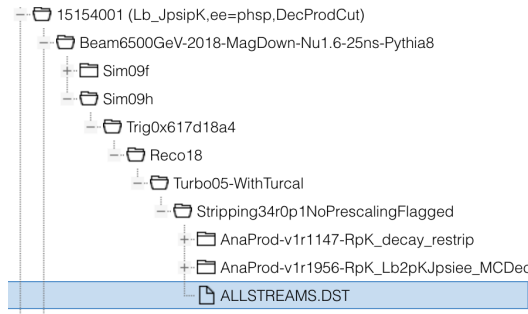 15154001 (Lb_JpsipK,ee=phsp,DecProdCut)
Beam6500GeV-2018-MagDown-Nu1.6-25ns-Pythia8
Sim09f
Sim09h
Trig0x617d18a4
Reco18
Turbo05-WithTurcal
Stripping34r0p1NoPrescalingFlagged
AnaProd-v1r1147-RpK_decay_restrip
AnaProd-v1r1956-RpK_Lb2pKJpsiee_MCDec
ALLSTREAMS.DST